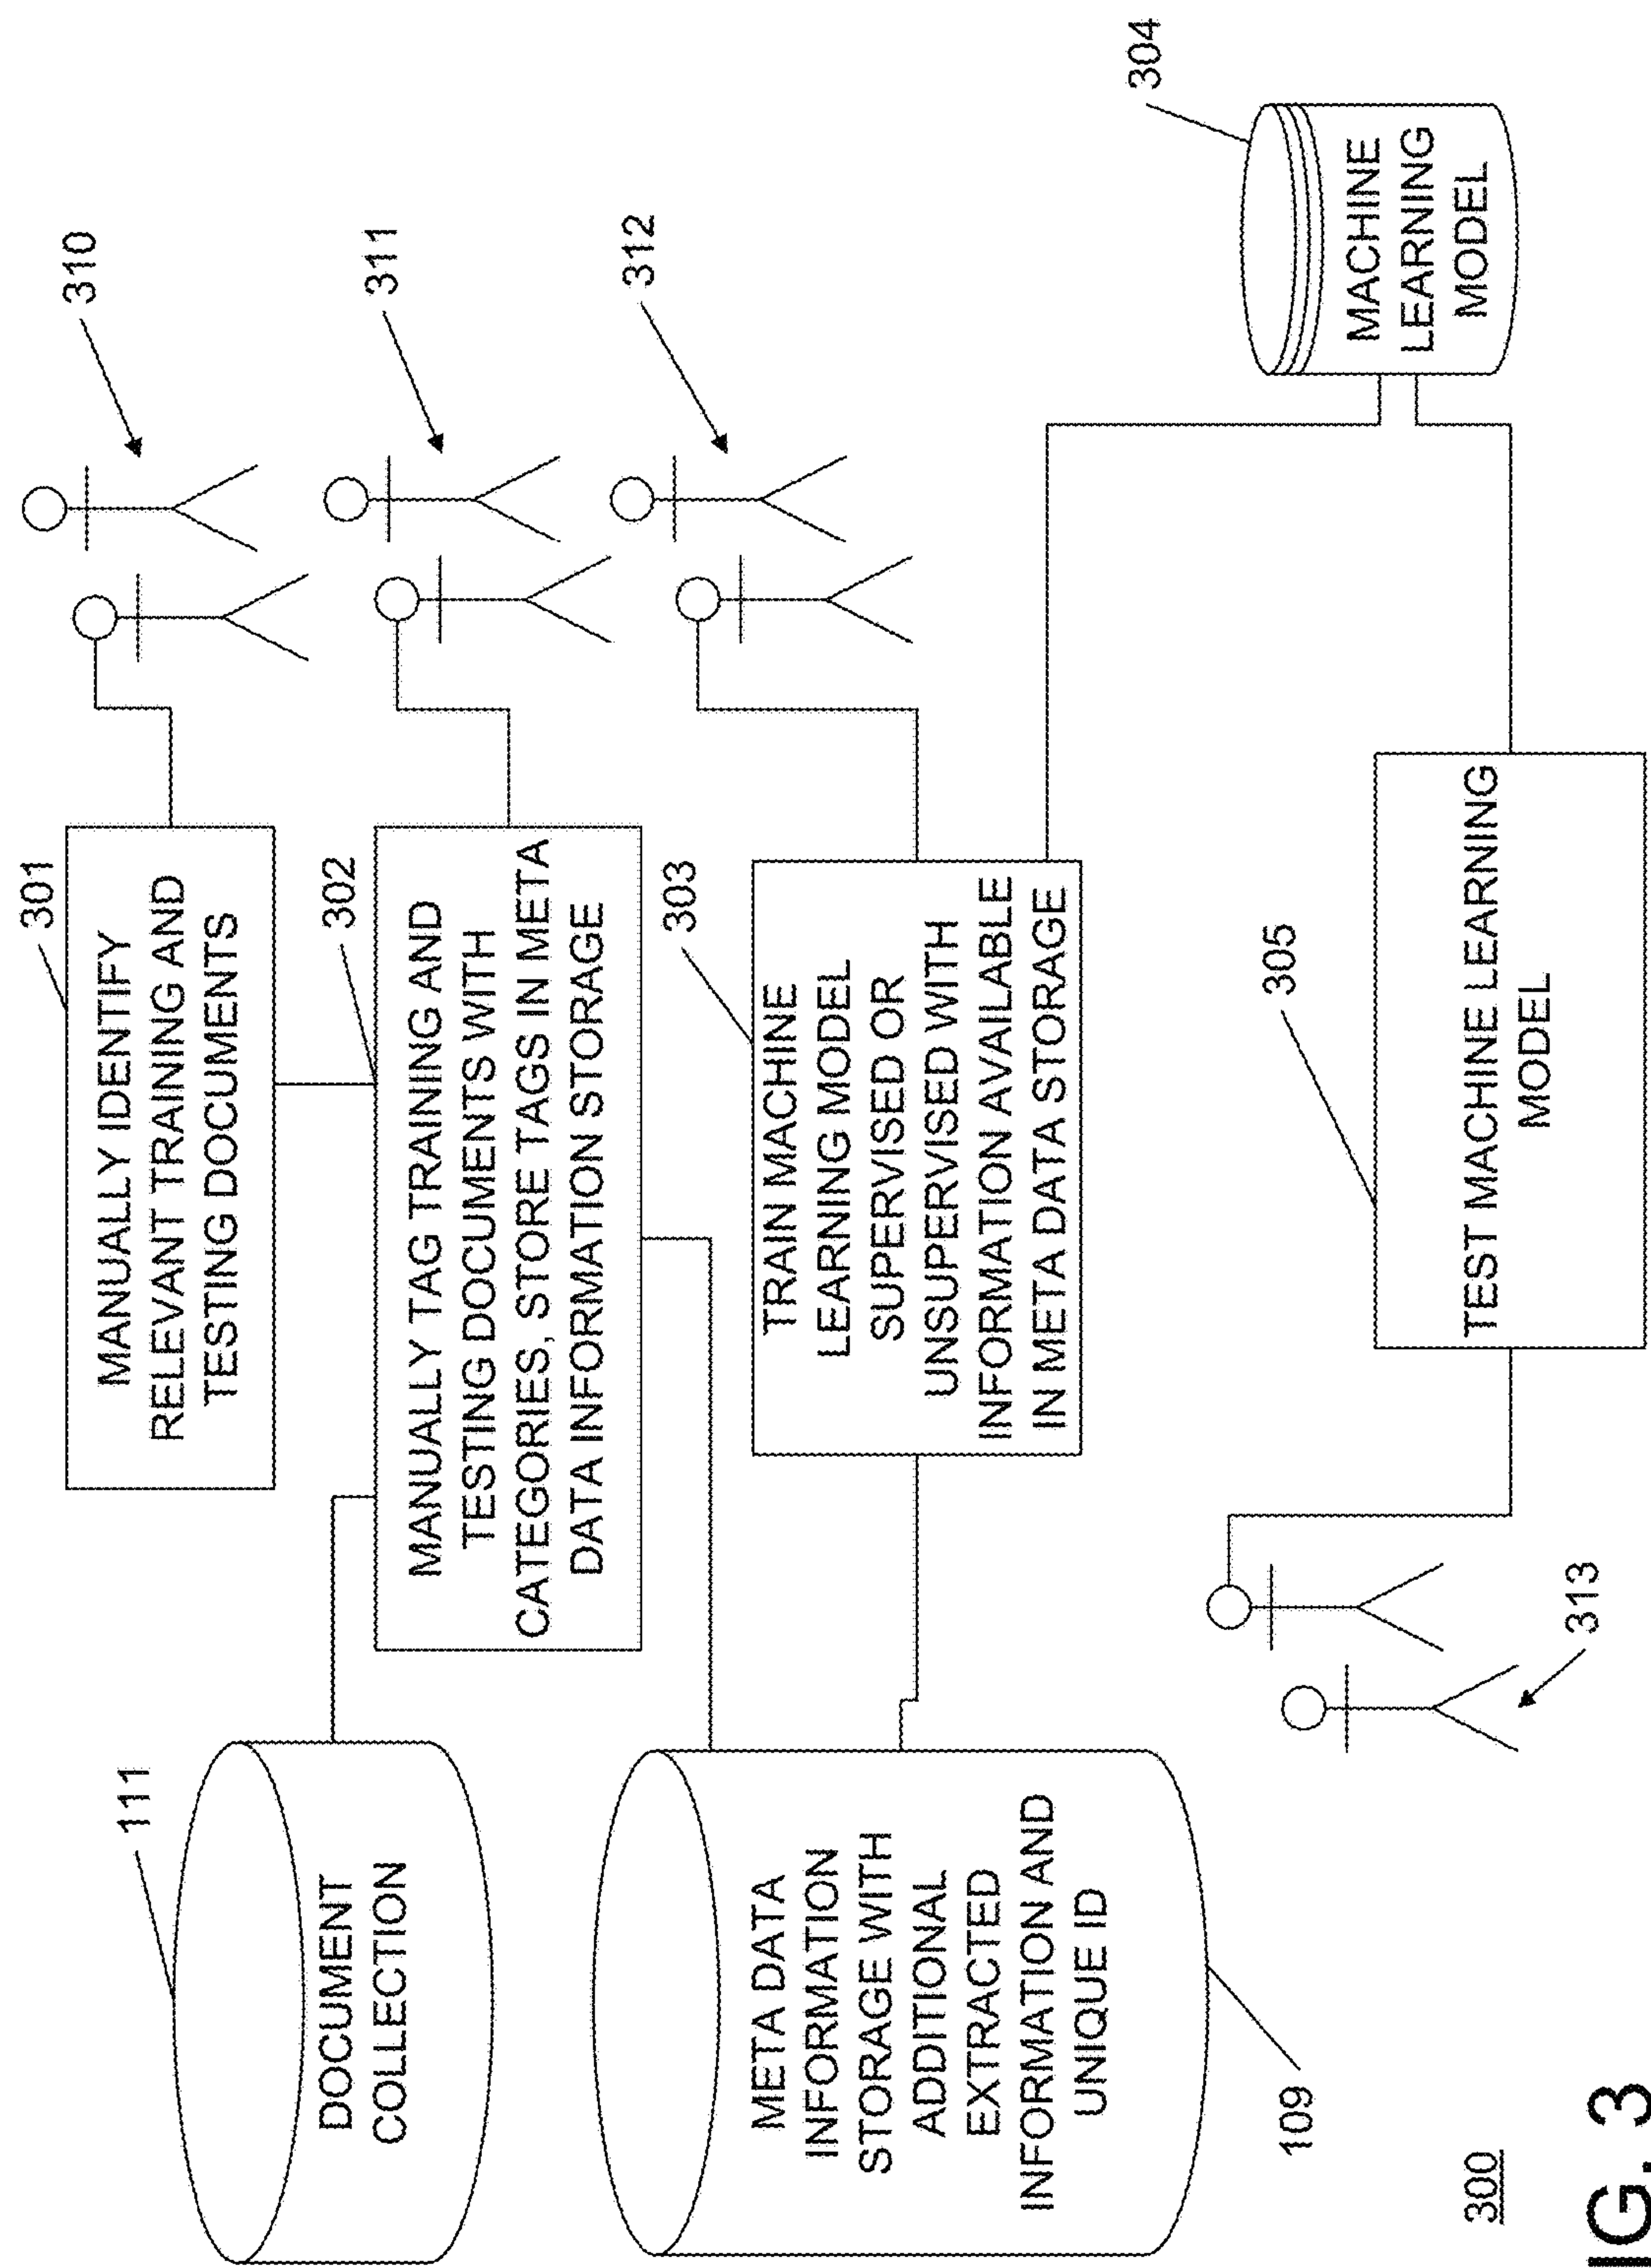 301
MANUALLY IDENTIFY
RELEVANT TRAINING AND
TESTING DOCUMENTS
310
111
DOCUMENT
COLLECTION
302
MANUALLY TAG TRAINING AND
TESTING DOCUMENTS WITH
CATEGORIES, STORE TAGS IN META
DATA INFORMATION STORAGE
311
META DATA
INFORMATION
STORAGE WITH
ADDITIONAL
EXTRACTED
INFORMATION AND
UNIQUE ID
109
303
TRAIN MACHINE
LEARNING MODEL
SUPERVISED OR
UNSUPERVISED WITH
INFORMATION AVAILABLE
IN META DATA STORAGE
312
304
MACHINE
LEARNING
MODEL
305
TEST MACHINE LEARNING
MODEL
313
300
IG. 3